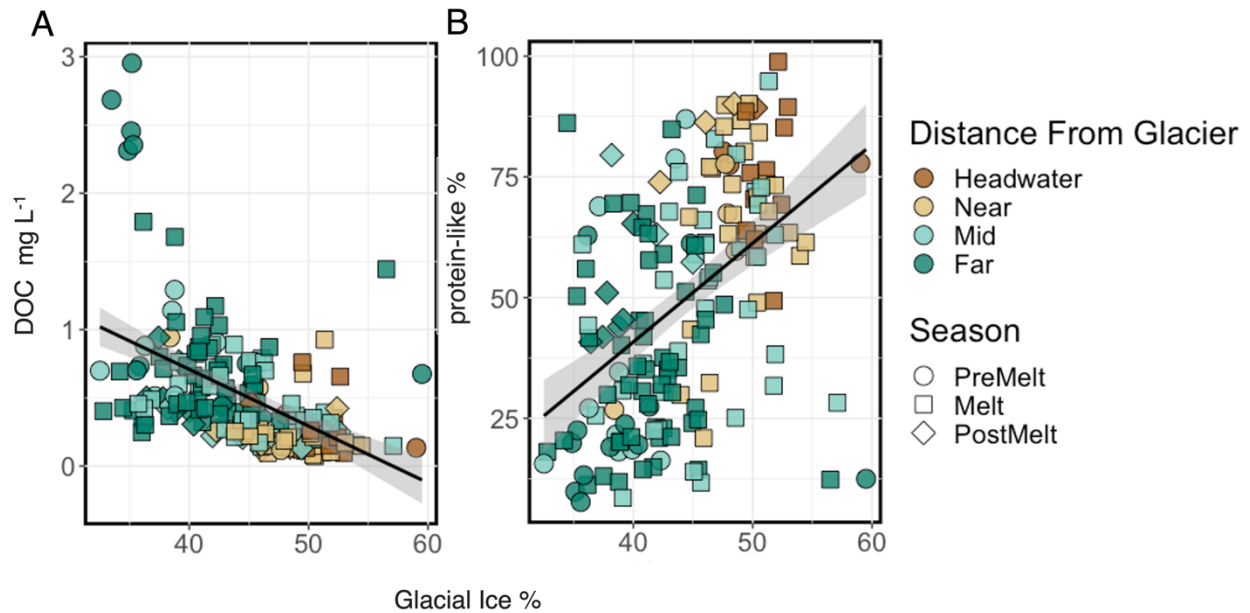 A
B
3
2
1
0
DOC mg L-1
40
50
60
100
75
50
25
protein-like %
40
50
60
Glacial Ice %
Distance From Glacier
Headwater
Near
Mid
Far
Season
PreMelt
Melt
PostMelt